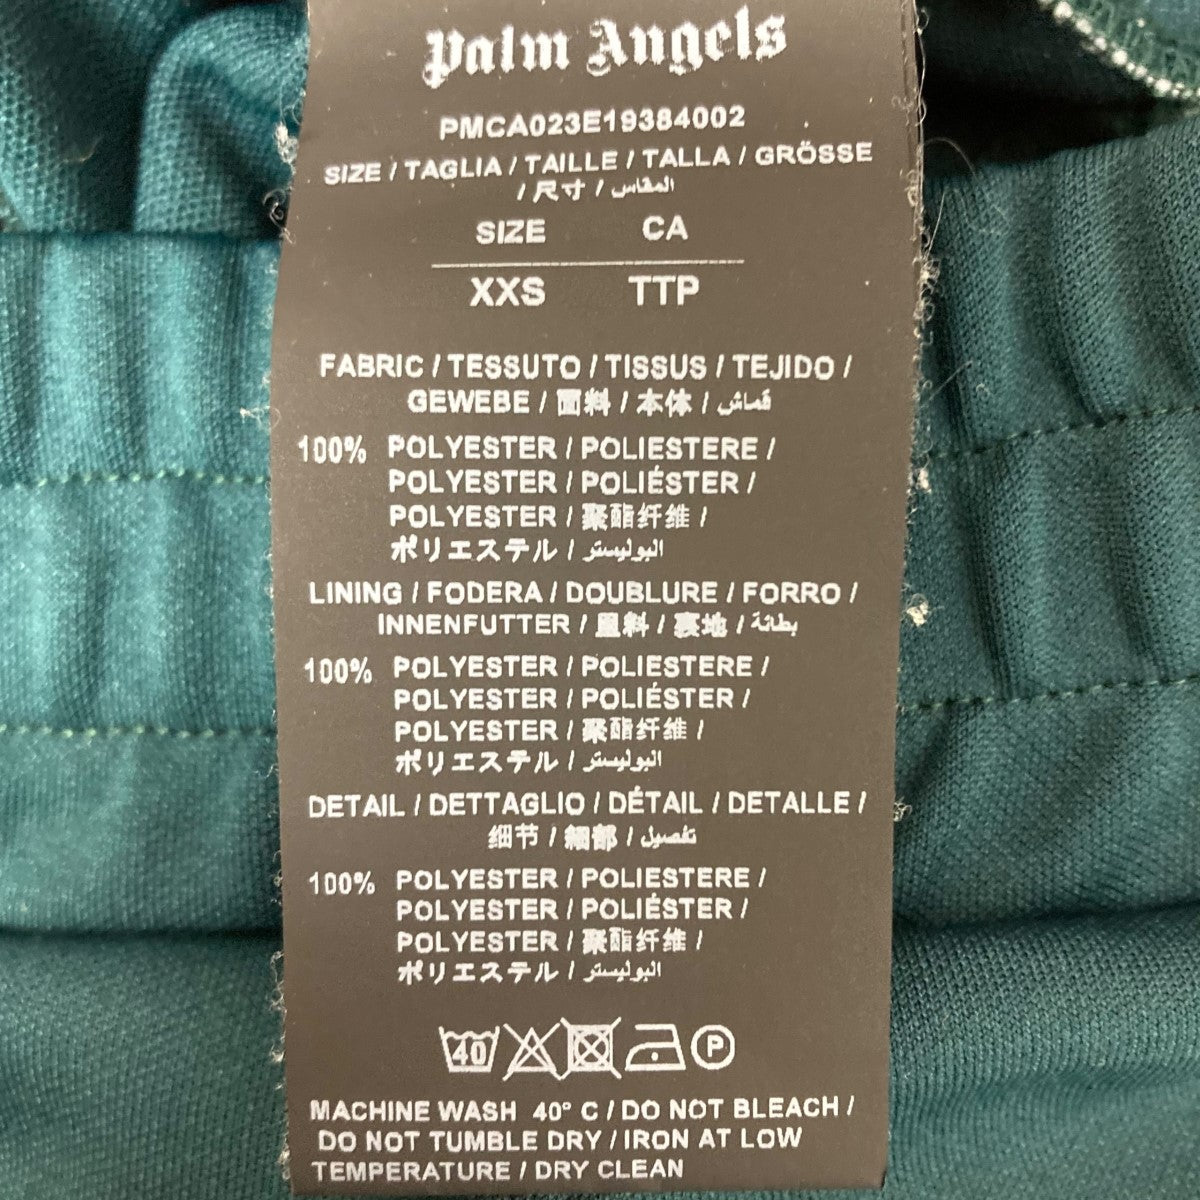 Palm Angels
PMCA023E19384002
SIZE / TAGLIA / TAILLE / TALLA / GRÖSSE
/ 尺寸 / المقاس
SIZE CA
XXS TTP
FABRIC / TESSUTO / TISSUS / TEJIDO /
GEWEBE / 面料 / 本体 / قماش
100% POLYESTER / POLIESTERE /
POLYESTER / POLIÉSTER /
POLYESTER / 聚酯纤维 /
ポリエステル / البوليستر
LINING / FODERA / DOUBLURE / FORRO /
INNENFUTTER / 里料 / 裏地 / بطانة
100% POLYESTER / POLIESTERE /
POLYESTER / POLIÉSTER /
POLYESTER / 聚酯纤维 /
ポリエステル / البوليستر
DETAIL / DETTAGLIO / DÉTAIL / DETALLE /
细节 / 細部 / تفصيل
100% POLYESTER / POLIESTERE /
POLYESTER / POLIÉSTER /
POLYESTER / 聚酯纤维 /
ポリエステル / البوليستر
40 P
MACHINE WASH 40° C / DO NOT BLEACH /
DO NOT TUMBLE DRY / IRON AT LOW
TEMPERATURE / DRY CLEAN